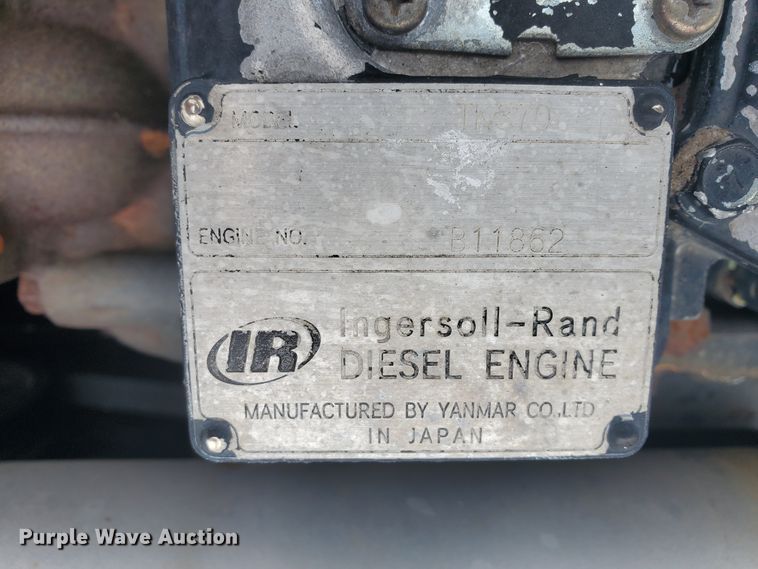 MODEL
ENGINE NO. B11862
IR Ingersoll-Rand
DIESEL ENGINE
MANUFACTURED BY YANMAR CO.,LTD
IN JAPAN
Purple Wave Auction